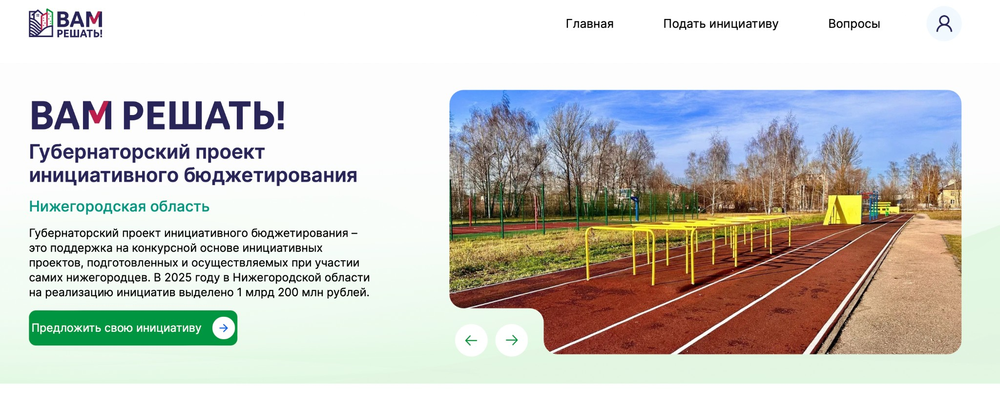 ВАМ
РЕШАТЬ!
Главная
Подать инициативу
Вопросы
ВАМ РЕШАТЬ!
Губернаторский проект
инициативного бюджетирования
Нижегородская область
Губернаторский проект инициативного бюджетирования –
это поддержка на конкурсной основе инициативных
проектов, подготовленных и осуществляемых при участии
самих нижегородцев. В 2025 году в Нижегородской области
на реализацию инициатив выделено 1 млрд 200 млн рублей.
Предложить свою инициативу